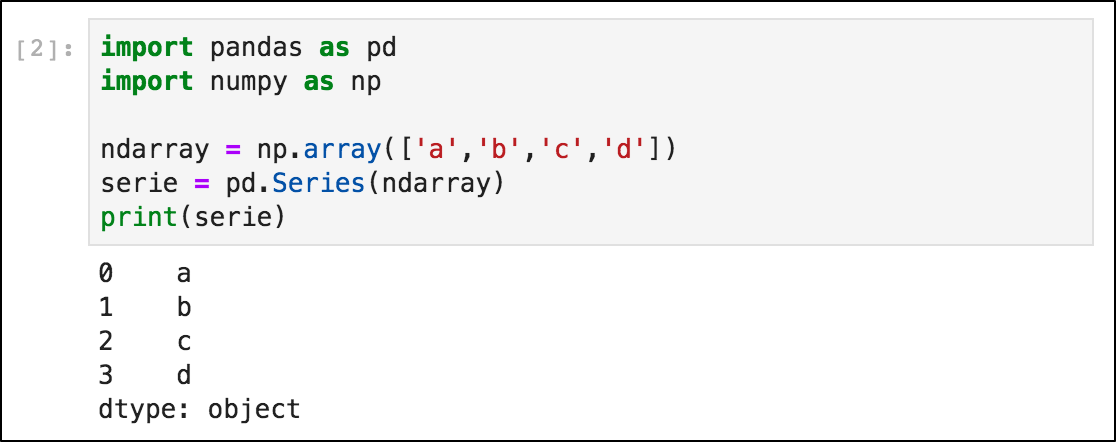 [2]:
import pandas as pd
import numpy as np
ndarray = np.array(['a','b','c','d'])
serie = pd.Series(ndarray)
print(serie)
0    a
1    b
2    c
3    d
dtype: object